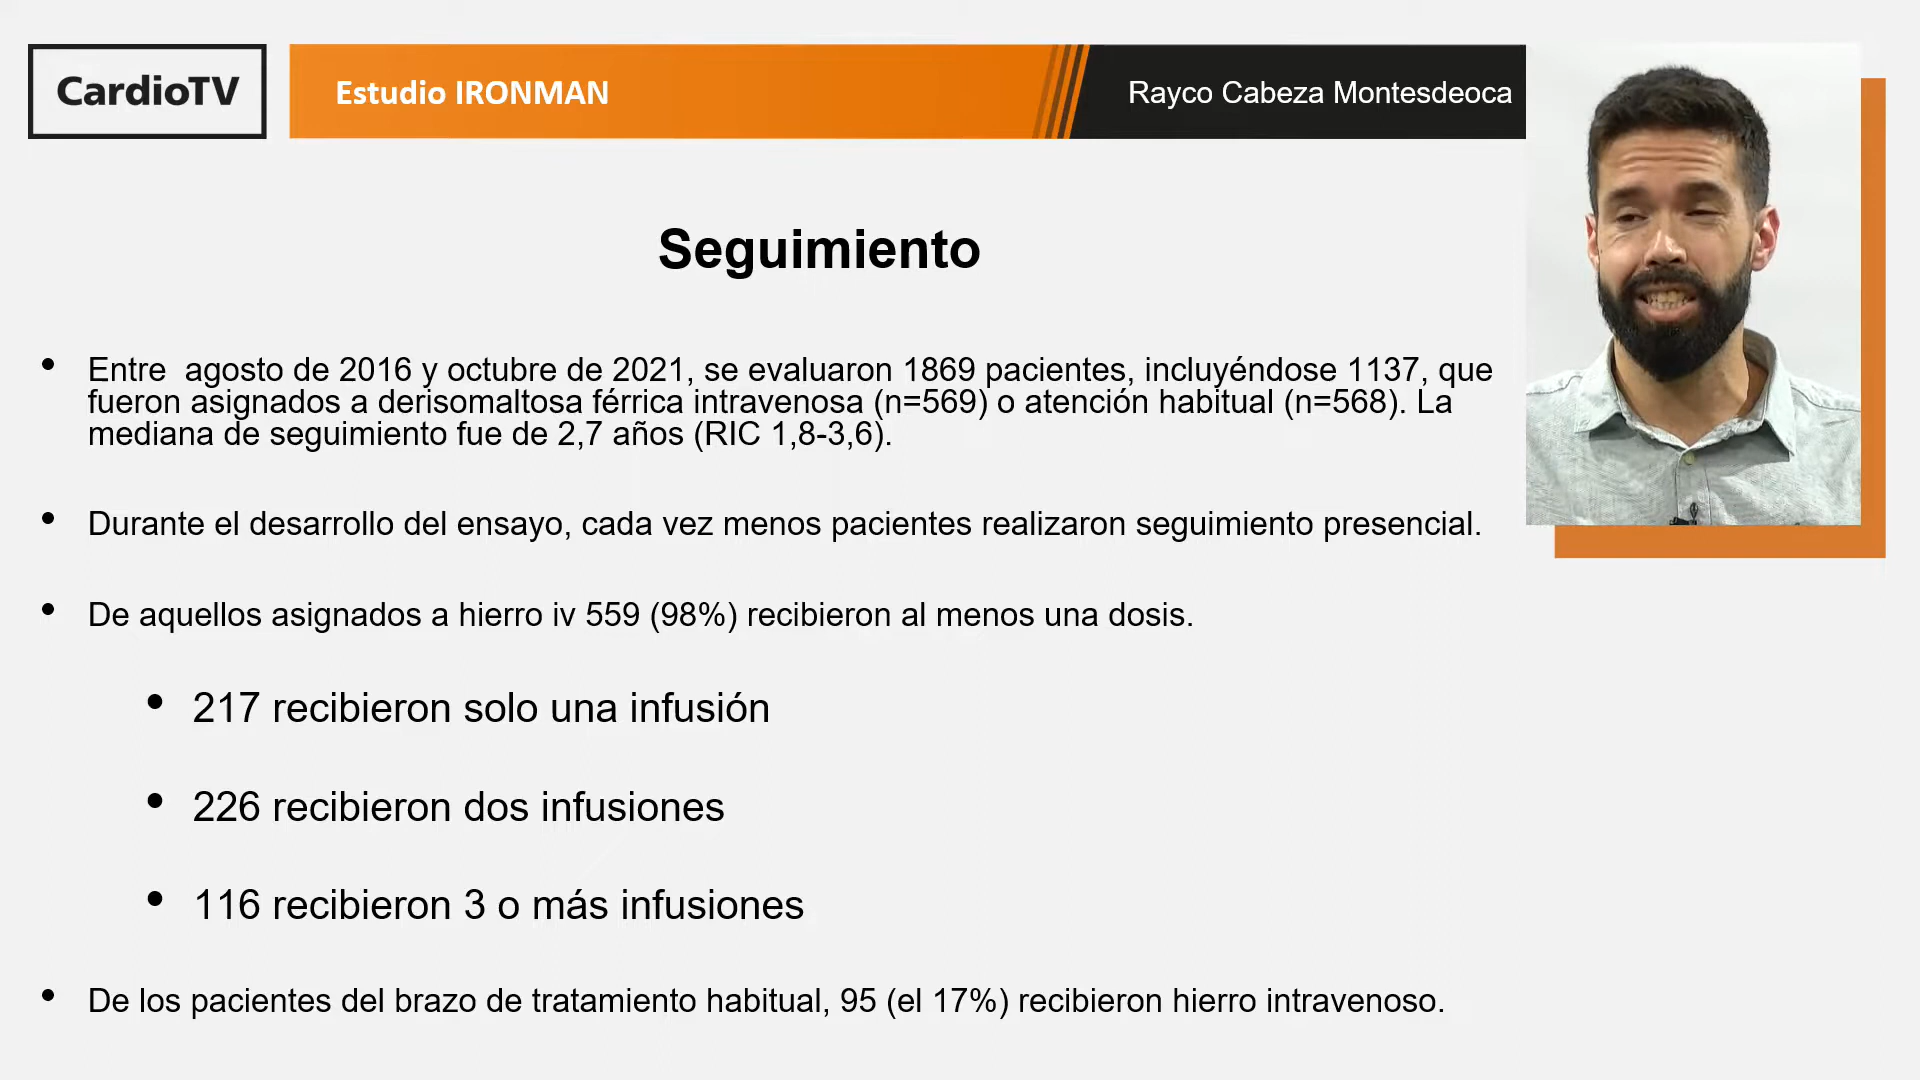 CardioTV
Estudio IRONMAN
Rayco Cabeza Montesdeoca
Seguimiento
• Entre  agosto de 2016 y octubre de 2021, se evaluaron 1869 pacientes, incluyéndose 1137, que
fueron asignados a derisomaltosa férrica intravenosa (n=569) o atención habitual (n=568). La
mediana de seguimiento fue de 2,7 años (RIC 1,8-3,6).
• Durante el desarrollo del ensayo, cada vez menos pacientes realizaron seguimiento presencial.
• De aquellos asignados a hierro iv 559 (98%) recibieron al menos una dosis.
• 217 recibieron solo una infusión
• 226 recibieron dos infusiones
• 116 recibieron 3 o más infusiones
• De los pacientes del brazo de tratamiento habitual, 95 (el 17%) recibieron hierro intravenoso.